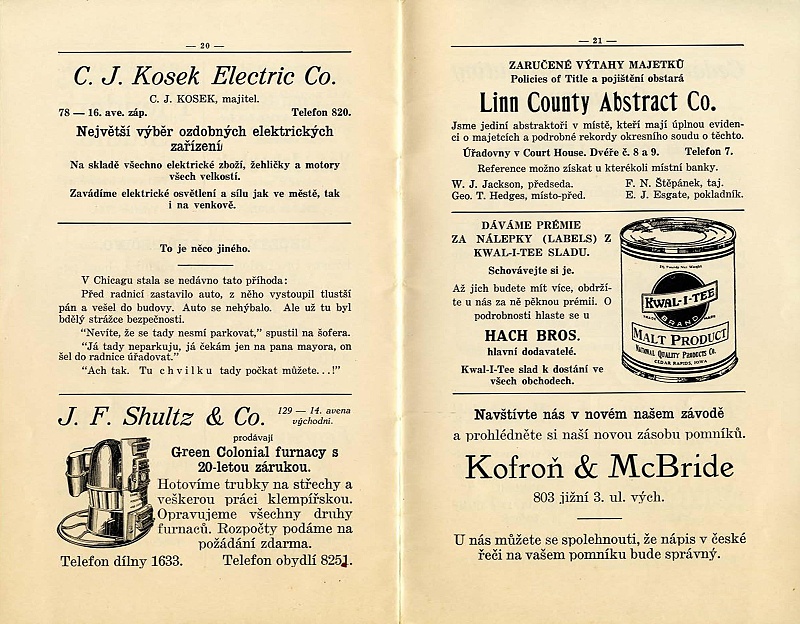 — 20 —
C. J. Kosek Electric Co.
C. J. KOSEK, majitel.
78 — 16. ave. záp. Telefon 820.
Největší výběr ozdobných elektrických
zařízení
Na skladě všechno elektrické zboží, žehličky a motory
všech velkostí.
Zavádíme elektrické osvětlení a sílu jak ve městě, tak
i na venkově.
To je něco jiného.
V Chicagu stala se nedávno tato příhoda:
Před radnicí zastavilo auto, z něho vystoupil tlustší
pán a vešel do budovy. Auto se nehýbalo. Ale už tu byl
bdělý strážce bezpečnosti.
“Nevíte, že se tady nesmí parkovat,” spustil na šofera.
“Já tady neparkuju, já čekám jen na pana mayora, on
šel do radnice úřadovat.”
“Ach tak. Tu chvilku tady počkat můžete...!”
J. F. Shultz & Co. 129 — 14. avena
východní.
prodávají
Green Colonial furnacy s
20-letou zárukou.
Hotovíme trubky na střechy a
veškerou práci klempířskou.
Opravujeme všechny druhy
furnaců. Rozpočty podáme na
požádání zdarma.
Telefon dílny 1633. Telefon obydlí 8251.
— 21 —
ZARUČENÉ VÝTAHY MAJETKŮ
Policies of Title a pojištění obstará
Linn County Abstract Co.
Jsme jediní abstraktoři v místě, kteří mají úplnou eviden-
ci o majetcích a podrobné rekordy okresního soudu o těchto.
Úřadovny v Court House. Dvéře č. 8 a 9. Telefon 7.
Reference možno získat u kterékoli místní banky.
W. J. Jackson, předseda. F. N. Štěpánek, taj.
Geo. T. Hedges, místo-před. E. J. Esgate, pokladník.
DÁVÁME PRÉMIE
ZA NÁLEPKY (LABELS) Z
KWAL-I-TEE SLADU.
Schovávejte si je.
Až jich budete mít více, obdrží-
te u nás za ně pěknou prémii. O
podrobnosti hlaste se u
HACH BROS.
hlavní dodavatelé.
Kwal-I-Tee slad k dostání ve
všech obchodech.
KWAL-I-TEE
TRADE MARK
BRAND
MALT PRODUCT
NATIONAL QUALITY PRODUCTS CO.
CEDAR RAPIDS, IOWA
Navštívte nás v novém našem závodě
a prohlédněte si naší novou zásobu pomníků.
Kofroň & McBride
803 jižní 3. ul. vých.
U nás můžete se spolehnouti, že nápis v české
řeči na vašem pomníku bude správný.